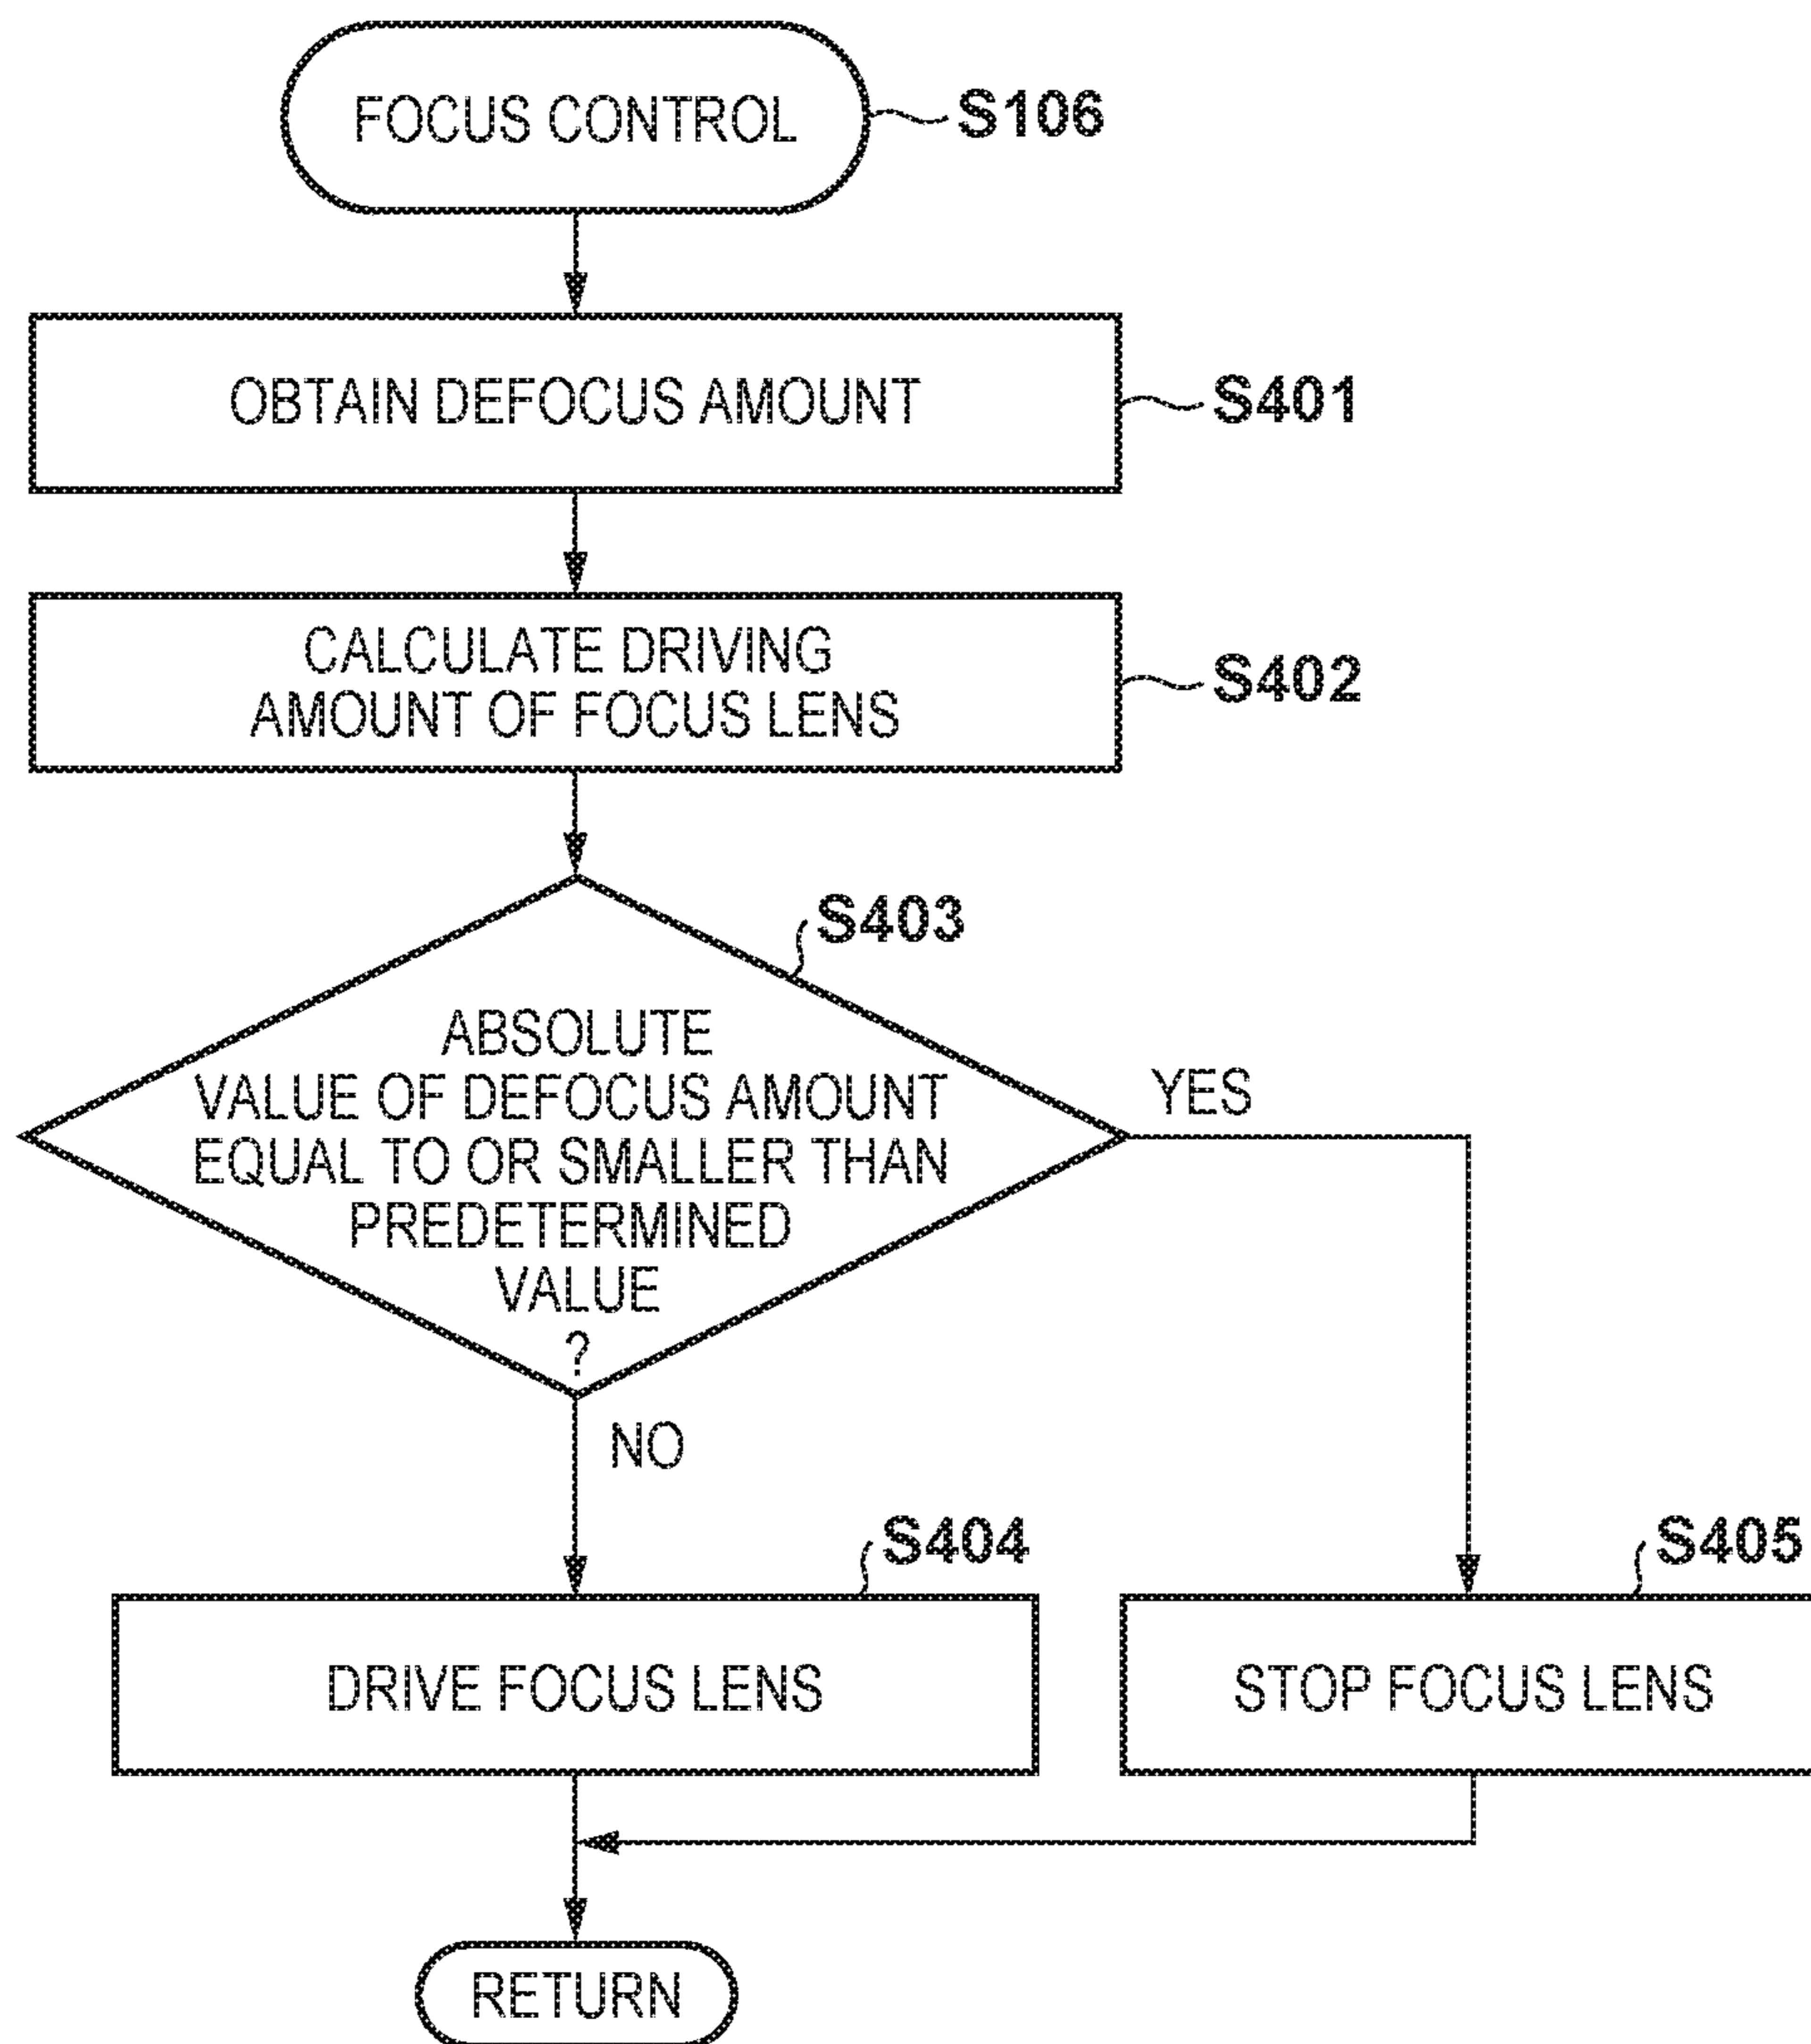 FOCUS CONTROL
S106
OBTAIN DEFOCUS AMOUNT
S401
CALCULATE DRIVING
AMOUNT OF FOCUS LENS
S402
S403
ABSOLUTE
VALUE OF DEFOCUS AMOUNT
EQUAL TO OR SMALLER THAN
PREDETERMINED
VALUE
?
YES
NO
S404
S405
DRIVE FOCUS LENS
STOP FOCUS LENS
RETURN